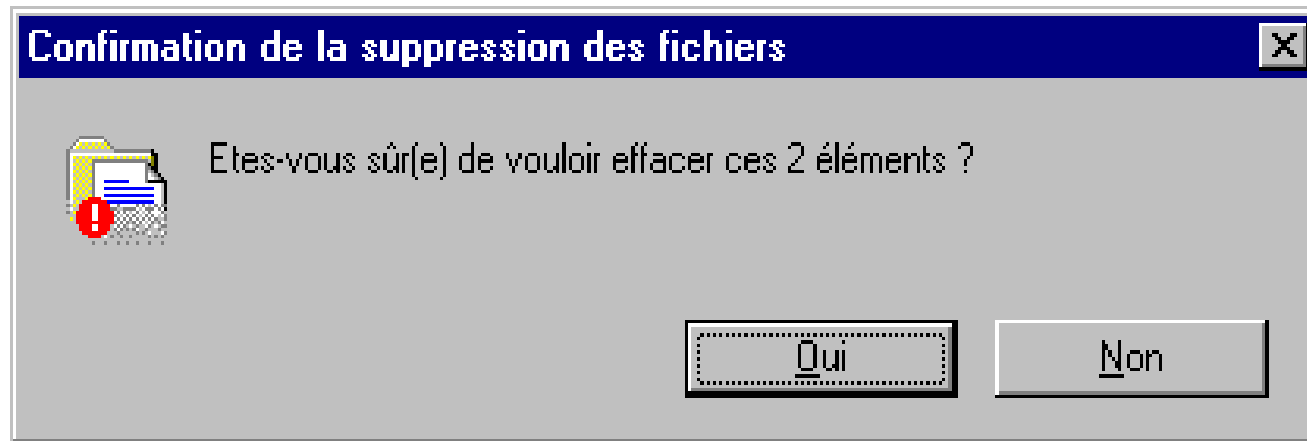 Confirmation de la suppression des fichiers
Etes-vous sûr(e) de vouloir effacer ces 2 éléments ?
Oui
Non